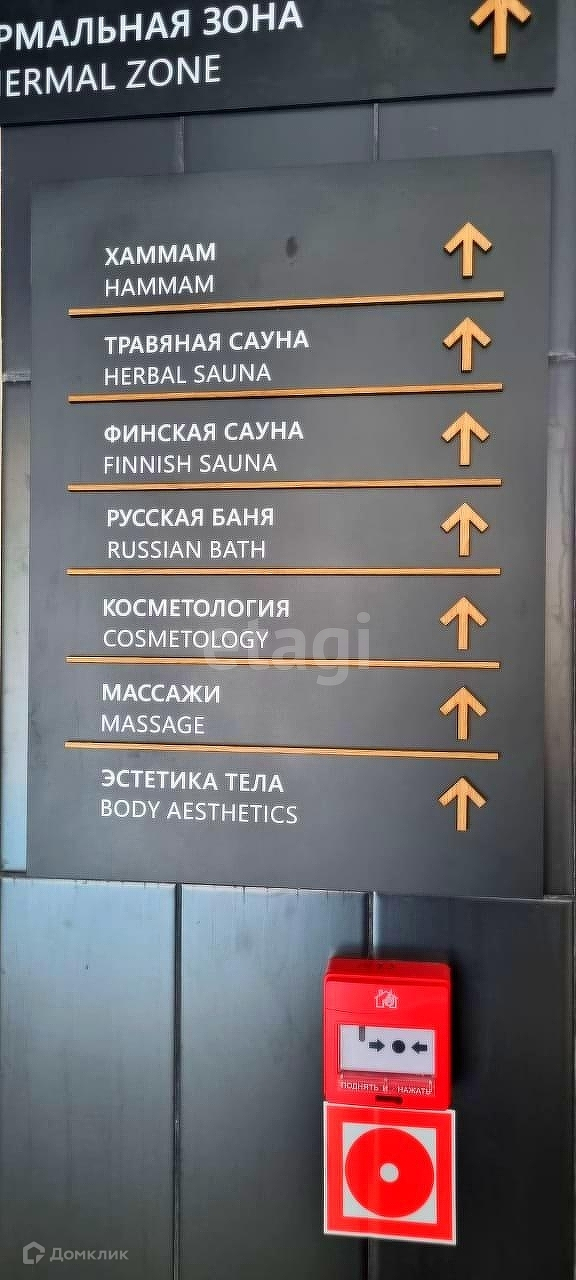 РМАЛЬНАЯ ЗОНА
HERMAL ZONE
ХАММАМ
HAMMAM
ТРАВЯНАЯ САУНА
HERBAL SAUNA
ФИНСКАЯ САУНА
FINNISH SAUNA
РУССКАЯ БАНЯ
RUSSIAN BATH
КОСМЕТОЛОГИЯ
COSMETOLOGY
etagi
МАССАЖИ
MASSAGE
ЭСТЕТИКА ТЕЛА
BODY AESTHETICS
ПОДНЯТЬ И НАЖАТЬ
Домклик